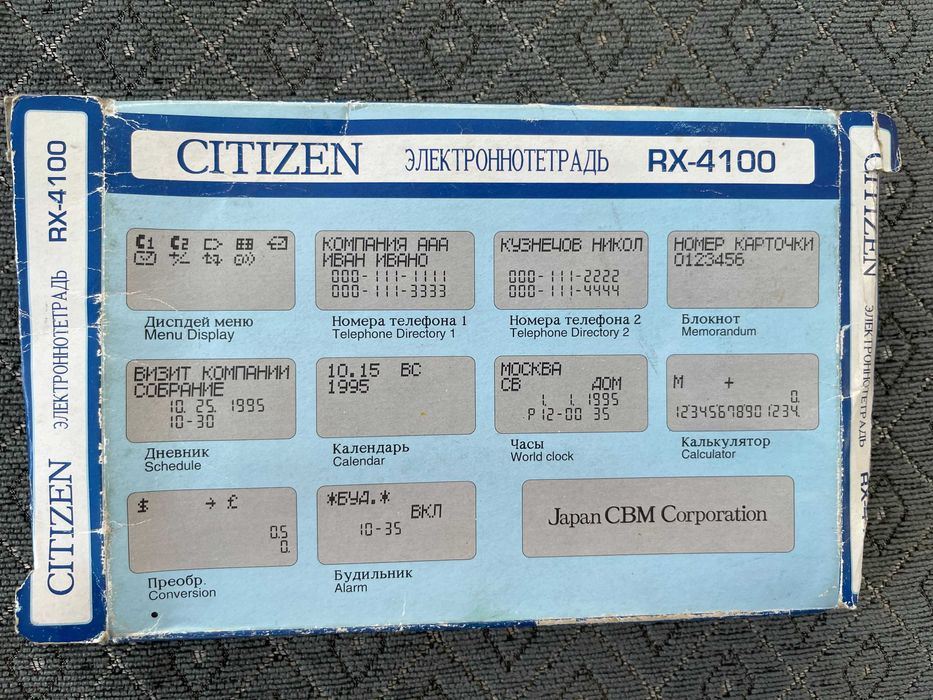 CITIZEN ЭЛЕКТРОННОТЕТРАДЬ RX-4100
C1 C2
КОМПАНИЯ ААА
ИВАН ИВАНО
000-111-1111
000-111-3333
КУЗНЕЦОВ НИКОЛ
000-111-2222
000-111-4444
НОМЕР КАРТОЧКИ
0123456
Диспдей меню
Menu Display
Номера телефона 1
Telephone Directory 1
Номера телефона 2
Telephone Directory 2
Блокнот
Memorandum
ВИЗИТ КОМПАНИИ
СОБРАНИЕ
10. 25. 1995
10-30
10.15 ВС
1995
МОСКВА
СВ ДОМ
1. 1. 1995
P 12-00 35
М +
0.
12345678901234.
Дневник
Schedule
Календарь
Calendar
Часы
World clock
Калькулятор
Calculator
$ → £
0.5
0.
*БУД.*
ВКЛ
10-35
Japan CBM Corporation
Преобр.
Conversion
Будильник
Alarm
CITIZEN ЭЛЕКТРОННОТЕТРАДЬ RX-4100
CITIZEN ЭЛЕКТРОННОТЕТРАДЬ